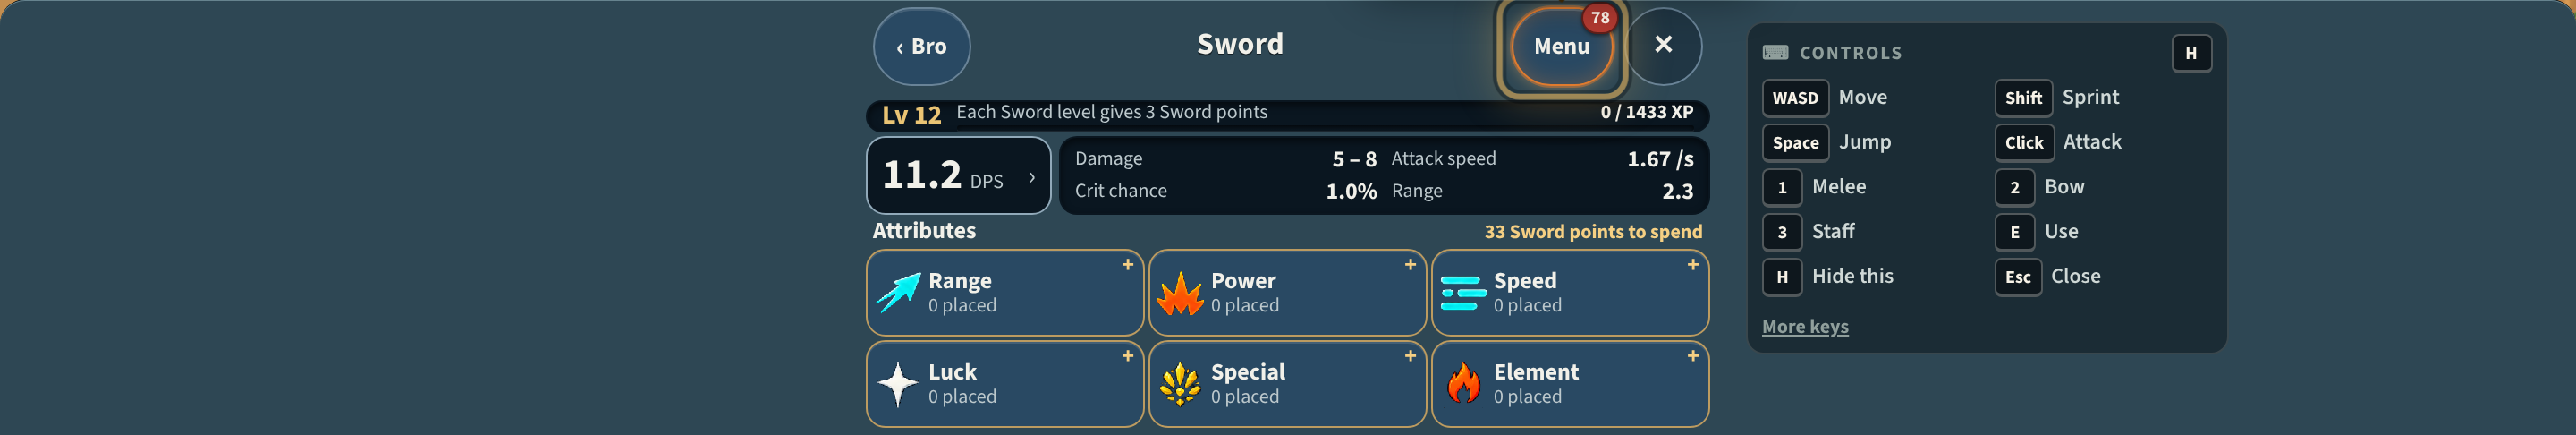 ‹ Bro
Sword
Menu
78
✕
Lv 12 Each Sword level gives 3 Sword points 0 / 1433 XP
11.2 DPS ›
Damage 5 – 8 Attack speed 1.67 /s
Crit chance 1.0% Range 2.3
Attributes 33 Sword points to spend
Range +
0 placed
Power +
0 placed
Speed +
0 placed
Luck +
0 placed
Special +
0 placed
Element +
0 placed
CONTROLS H
WASD Move Shift Sprint
Space Jump Click Attack
1 Melee 2 Bow
3 Staff E Use
H Hide this Esc Close
More keys